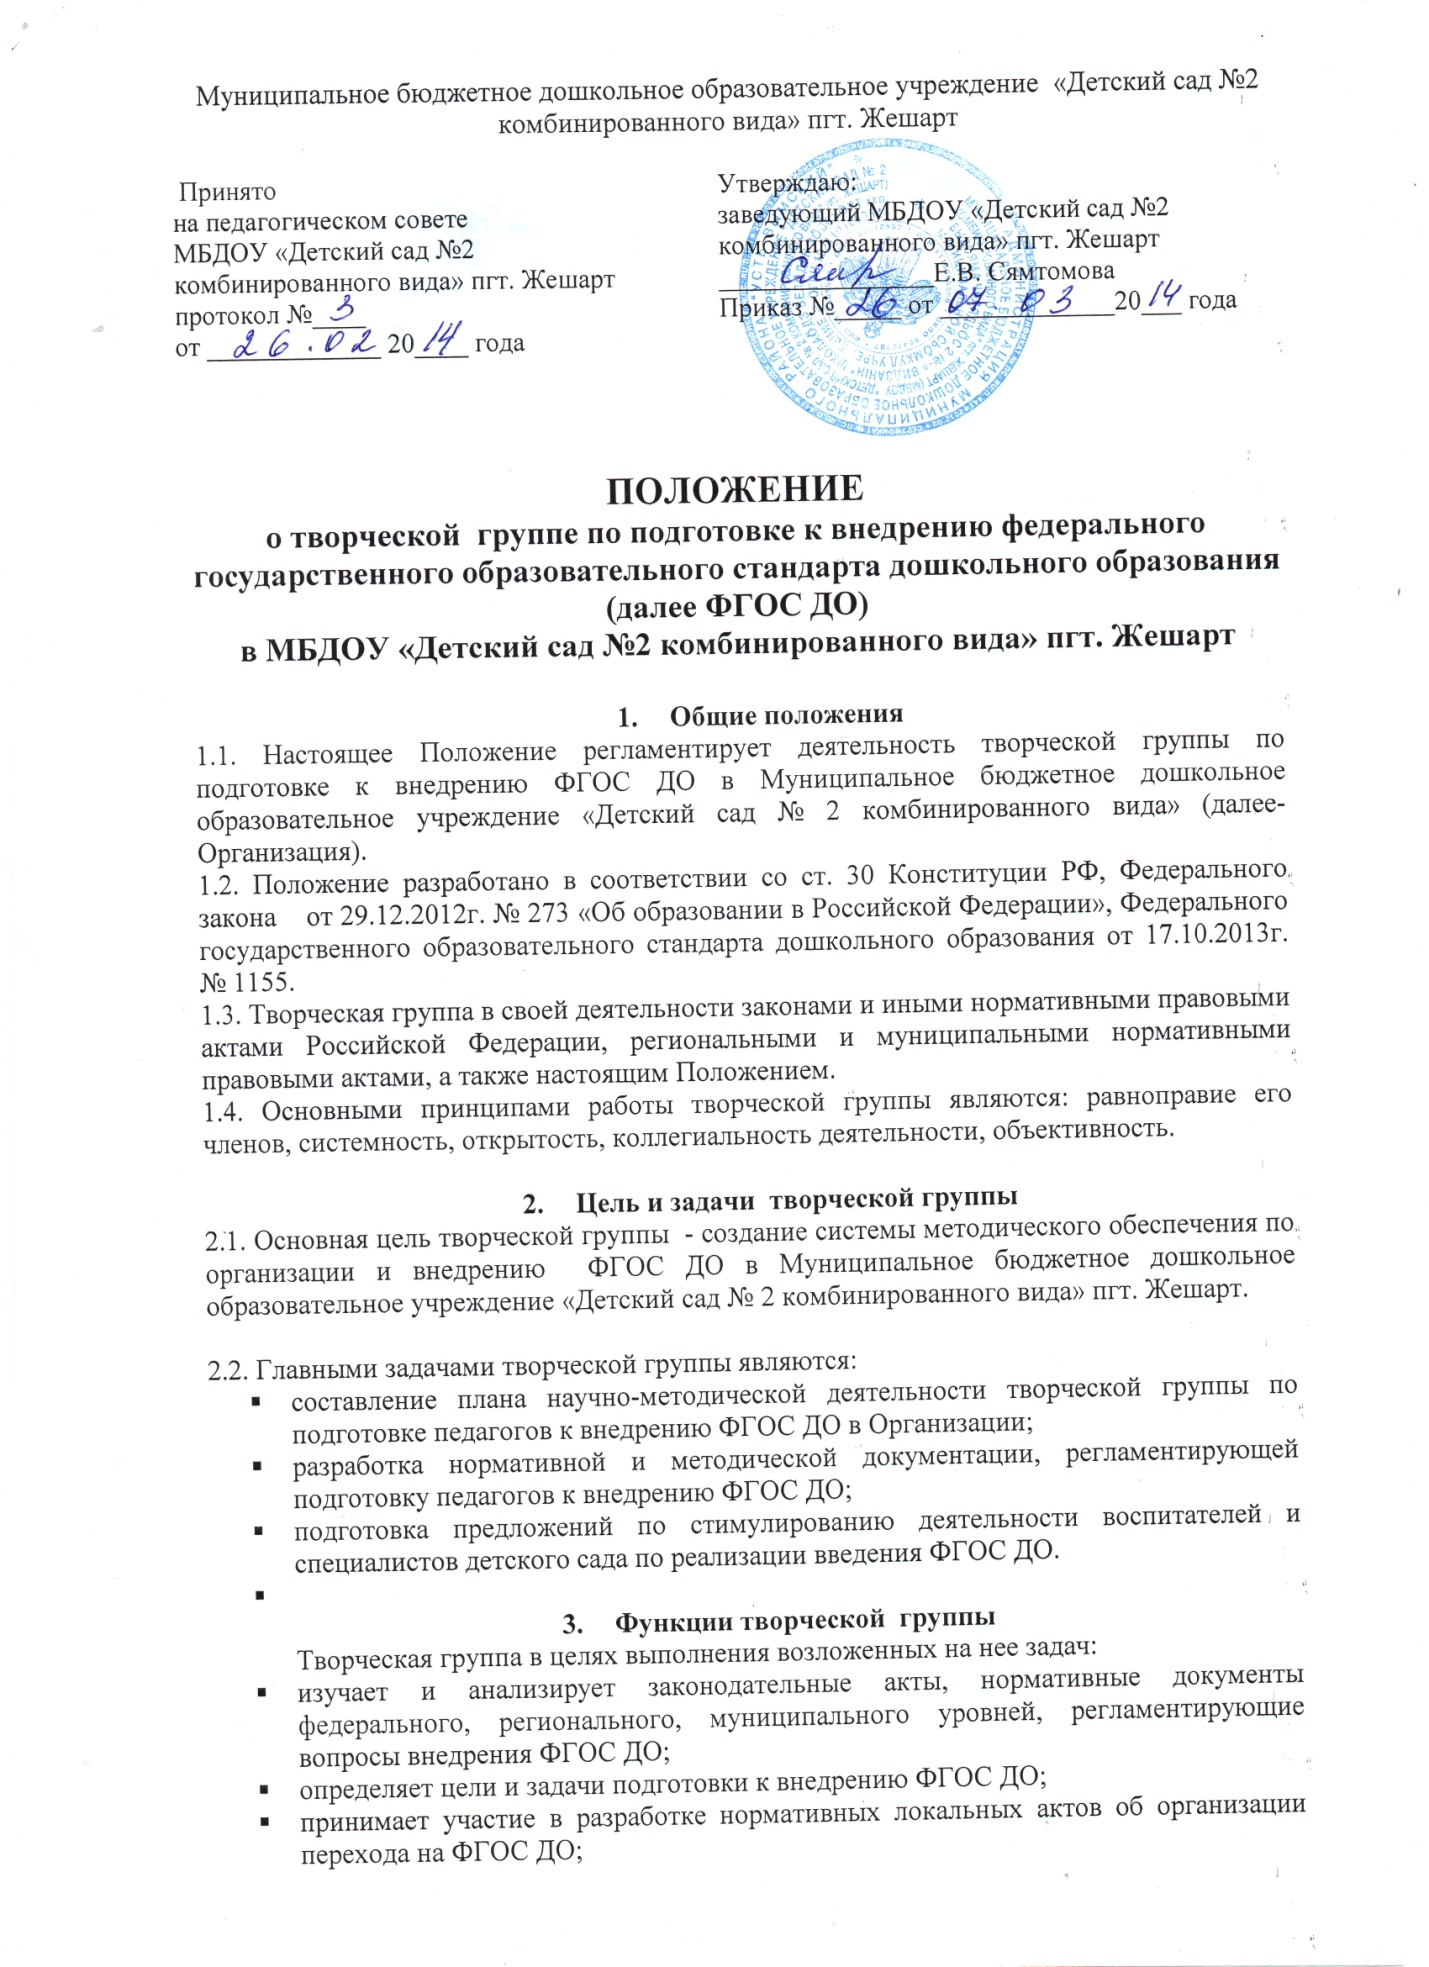 Муниципальное бюджетное дошкольное образовательное учреждение «Детский сад №2
комбинированного вида» пгт. Жешарт
Принято
на педагогическом совете
МБДОУ «Детский сад №2
комбинированного вида» пгт. Жешарт
протокол №3
от 26.02 2014 года
Утверждаю:
заведующий МБДОУ «Детский сад №2
комбинированного вида» пгт. Жешарт
Е.В. Сямтомова
Приказ № 26 от 07. 03 2014 года
ПОЛОЖЕНИЕ
о творческой группе по подготовке к внедрению федерального
государственного образовательного стандарта дошкольного образования
(далее ФГОС ДО)
в МБДОУ «Детский сад №2 комбинированного вида» пгт. Жешарт
1. Общие положения
1.1. Настоящее Положение регламентирует деятельность творческой группы по
подготовке к внедрению ФГОС ДО в Муниципальное бюджетное дошкольное
образовательное учреждение «Детский сад № 2 комбинированного вида» (далее-
Организация).
1.2. Положение разработано в соответствии со ст. 30 Конституции РФ, Федерального
закона от 29.12.2012г. № 273 «Об образовании в Российской Федерации», Федерального
государственного образовательного стандарта дошкольного образования от 17.10.2013г.
№ 1155.
1.3. Творческая группа в своей деятельности законами и иными нормативными правовыми
актами Российской Федерации, региональными и муниципальными нормативными
правовыми актами, а также настоящим Положением.
1.4. Основными принципами работы творческой группы являются: равноправие его
членов, системность, открытость, коллегиальность деятельности, объективность.
2. Цель и задачи творческой группы
2.1. Основная цель творческой группы - создание системы методического обеспечения по
организации и внедрению ФГОС ДО в Муниципальное бюджетное дошкольное
образовательное учреждение «Детский сад № 2 комбинированного вида» пгт. Жешарт.
2.2. Главными задачами творческой группы являются:
▪ составление плана научно-методической деятельности творческой группы по
подготовке педагогов к внедрению ФГОС ДО в Организации;
▪ разработка нормативной и методической документации, регламентирующей
подготовку педагогов к внедрению ФГОС ДО;
▪ подготовка предложений по стимулированию деятельности воспитателей и
специалистов детского сада по реализации введения ФГОС ДО.
▪
3. Функции творческой группы
Творческая группа в целях выполнения возложенных на нее задач:
▪ изучает и анализирует законодательные акты, нормативные документы
федерального, регионального, муниципального уровней, регламентирующие
вопросы внедрения ФГОС ДО;
▪ определяет цели и задачи подготовки к внедрению ФГОС ДО;
▪ принимает участие в разработке нормативных локальных актов об организации
перехода на ФГОС ДО;